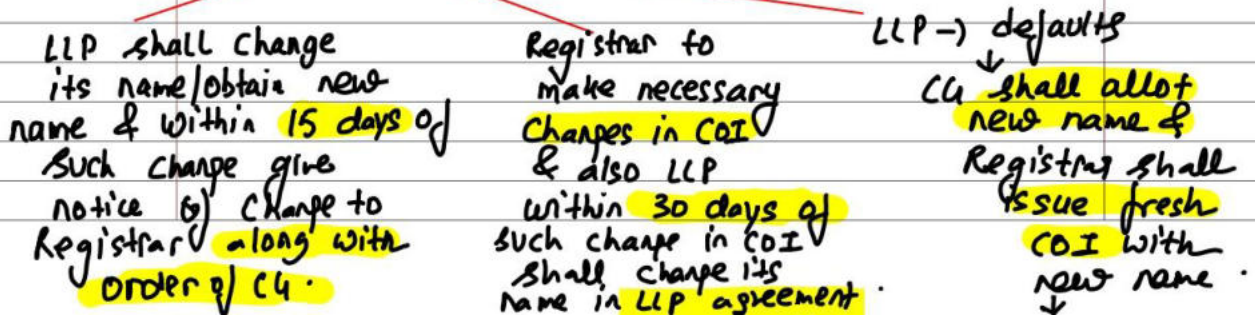 LLP shall change
its name/obtain new
name & within 15 days of
such change give
notice of change to
Registrar along with
order of CG.
Registrar to
make necessary
Changes in COI
& also LLP
within 30 days of
such change in COI
shall change its
name in LLP agreement.
LLP → defaults
↓
CG shall allot
new name &
Registrar shall
issue fresh
COI with
new name.
↓